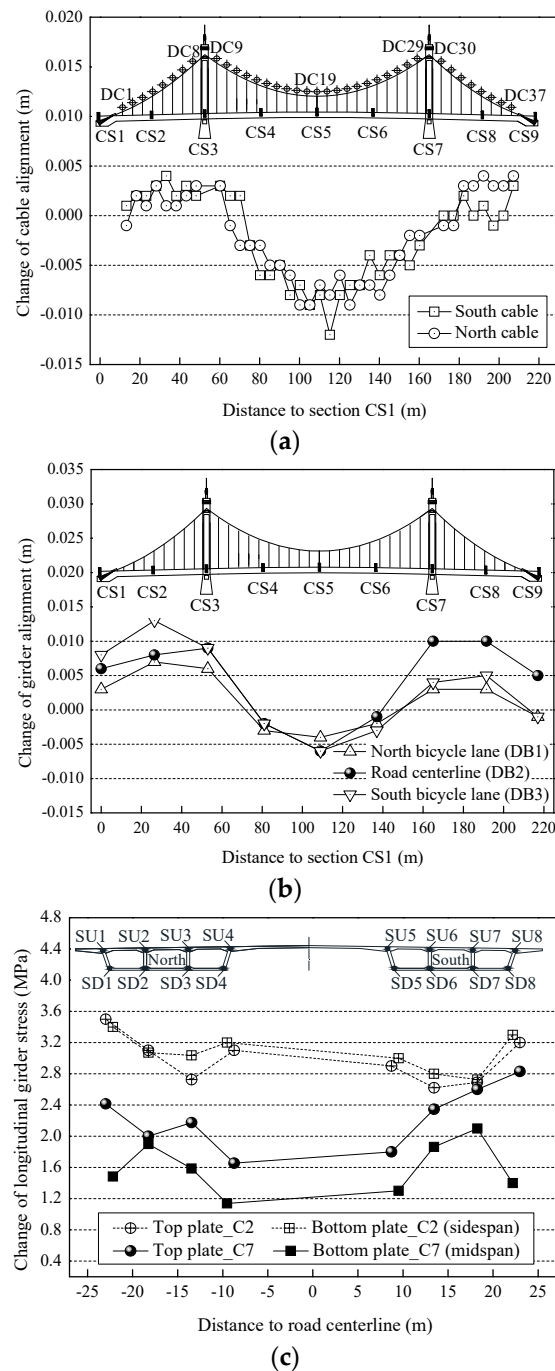 0.020
0.015
0.010
0.005
0.000
-0.005
-0.010
-0.015
Change of cable alignment (m)
DC1 DC8 DC9 DC19 DC29 DC30 DC37
CS1 CS2 CS3 CS4 CS5 CS6 CS7 CS8 CS9
South cable
North cable
0 20 40 60 80 100 120 140 160 180 200 220
Distance to section CS1 (m)
(a)
0.035
0.030
0.025
0.020
0.015
0.010
0.005
0.000
-0.005
-0.010
-0.015
Change of girder alignment (m)
CS1 CS2 CS3 CS4 CS5 CS6 CS7 CS8 CS9
North bicycle lane (DB1)
Road centerline (DB2)
South bicycle lane (DB3)
0 20 40 60 80 100 120 140 160 180 200 220
Distance to section CS1 (m)
(b)
4.8
4.4
4.0
3.6
3.2
2.8
2.4
2.0
1.6
1.2
0.8
0.4
Change of longitudinal girder stress (MPa)
SU1 SU2 SU3 SU4 SU5 SU6 SU7 SU8
North South
SD1 SD2 SD3 SD4 SD5 SD6 SD7 SD8
Top plate_C2 Bottom plate_C2 (sidespan)
Top plate_C7 Bottom plate_C7 (midspan)
-25 -20 -15 -10 -5 0 5 10 15 20 25
Distance to road centerline (m)
(c)